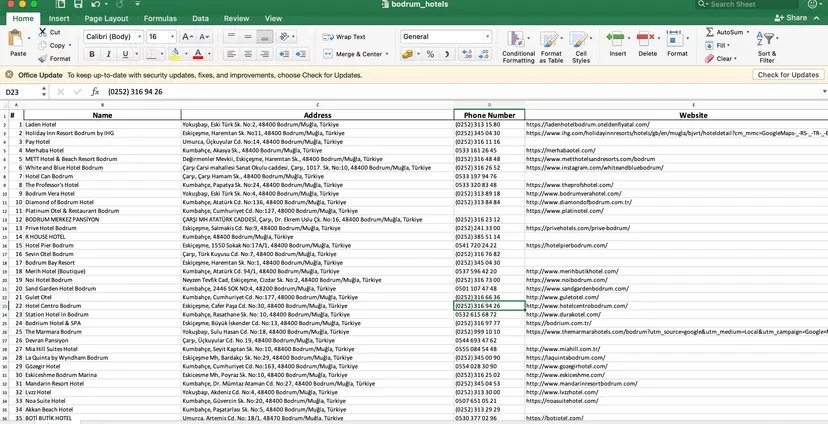 bodrum_hotels
Search Sheet
Home Insert Page Layout Formulas Data Review View
Share
Paste
Cut
Copy
Format
Calibri (Body) 16
B I U
Wrap Text
Merge & Center
General
Conditional Formatting
Format as Table
Cell Styles
Insert Delete Format
AutoSum
Fill
Clear
Sort & Filter
Office Update To keep up-to-date with security updates, fixes, and improvements, choose Check for Updates.
Check for Updates
D23 fx (0252) 316 94 26
A B C D E
1 # Name Address Phone Number Website
2 1 Laden Hotel Yokuşbaşı, Eski Türk Sk. No:2, 48400 Bodrum/Muğla, Türkiye (0252) 313 15 80 https://ladenhotelbodrum.oteldenfiyatal.com/
3 2 Holiday Inn Resort Bodrum by IHG Eskiçeşme, Haremtan Sk. No11, 48400 Bodrum/Muğla, Türkiye (0252) 345 04 30 https://www.ihg.com/holidayinnresorts/hotels/gb/en/mugla/bjvrt/hoteldetail?cm_mmc=GoogleMaps-_-RS-_-TR-_-
4 3 Pay Hotel Umurca, Üçkuyular Cd. No:14, 48400 Bodrum/Muğla, Türkiye (0252) 316 11 16
5 4 Merhaba Hotel Kumbahçe, Akasya Sk., 48400 Bodrum/Muğla, Türkiye 0533 161 26 45 https://merhabaotel.com/
6 5 METT Hotel & Beach Resort Bodrum Değirmenler Mevkii, Eskiçeşme, Haremtan Sk., 48400 Bodrum/Muğla, Türkiye (0252) 316 48 48 https://www.metthotelsandresorts.com/bodrum
7 6 White and Blue Hotel Bodrum Çarşı Carsi mahallesi Sanat Okulu caddesi, Çarşı, 1017. Sk. No:10, 48400 Bodrum/Muğla, Türkiye (0252) 316 26 52 https://www.instagram.com/whiteandbluebodrum/
8 7 Hotel Can Bodrum Çarşı, Çarşı Hamam Sk., 48400 Bodrum/Muğla, Türkiye 0533 197 94 76
9 8 The Professor's Hotel Kumbahçe, Papatya Sk. No:24, 48400 Bodrum/Muğla, Türkiye 0533 320 83 48 https://www.theprofshotel.com/
10 9 Bodrum Vera Hotel Yokuşbaşı, Eski Türk Sk. No:4, 48400 Bodrum/Muğla, Türkiye (0252) 313 89 18 http://www.bodrumverahotel.com/
11 10 Diamond of Bodrum Hotel Kumbahçe, Atatürk Cd. No:136, 48400 Bodrum/Muğla, Türkiye (0252) 313 84 84 http://www.diamondofbodrum.com.tr/
12 11 Platinum Otel & Restaurant Bodrum Kumbahçe, Cumhuriyet Cd. No:127, 48000 Bodrum/Muğla, Türkiye https://www.platinotel.com/
13 12 BODRUM MERKEZ PANSİYON ÇARŞI MH ATATÜRK CADDESİ, Çarşı, Dr. Ekrem Uslu Çk. No:16, 48400 Bodrum/Muğla, Türkiye (0252) 316 23 12
14 13 Prive Hotel Bodrum Eskiçeşme, Salmakis Cd. No:9, 48400 Bodrum/Muğla, Türkiye (0252) 241 33 00 https://privehotels.com/prive-bodrum/
15 14 R HOUSE HOTEL Kumbahçe, 48400 Bodrum/Muğla, Türkiye (0252) 385 51 14
16 15 Hotel Pier Bodrum Eskiçeşme, 1550 Sokak No:17A/1, 48400 Bodrum/Muğla, Türkiye 0541 720 24 22 https://hotelpierbodrum.com/
17 16 Sevin Otel Bodrum Çarşı, Türk Kuyusu Cd. No:7, 48400 Bodrum/Muğla, Türkiye (0252) 316 76 82
18 17 Bodrum Bay Resort Eskiçeşme, Haremtan Sk. No:1, 48400 Bodrum/Muğla, Türkiye (0252) 345 04 30
19 18 Merih Hotel (Boutique) Kumbahçe, Atatürk Cd. 94/1, 48400 Bodrum/Muğla, Türkiye 0537 596 42 20 http://www.merihbutikhotel.com/
20 19 Noi Hotel Bodrum Neyzen Tevfik Cad, Eskiçeşme, Cizdar Sk. No:2, 48400 Bodrum/Muğla, Türkiye (0252) 316 73 00 http://www.noibodrum.com/
21 20 Sand Garden Hotel Bodrum Kumbahçe, 2446 SOK NO:4, 48200 Bodrum/Muğla, Türkiye 0501 107 47 48 http://www.sandgardenbodrum.com/
22 21 Gulet Otel Kumbahçe, Cumhuriyet Cd. No:177, 48000 Bodrum/Muğla, Türkiye (0252) 316 66 36 http://www.guletotel.com/
23 22 Hotel Centro Bodrum Eskiçeşme, Cafer Paşa Cd. No:30, 48400 Bodrum/Muğla, Türkiye (0252) 316 94 26 http://www.hotelcentrobodrum.com/
24 23 Station Hotel in Bodrum Kumbahçe, Rasathane Sk. No: 10, 48400 Bodrum/Muğla, Türkiye 0532 615 68 72 http://www.durakotel.com/
25 24 Bodrium Hotel & SPA Eskiçeşme, Büyük İskender Cd. No:13, 48400 Bodrum/Muğla, Türkiye (0252) 316 97 77 https://bodrium.com.tr/
26 25 The Marmara Bodrum Yokuşbaşı, Sulu Hasan Cd. No:18, 48400 Bodrum/Muğla, Türkiye (0252) 999 10 10 https://www.themarmarahotels.com/bodrum?utm_source=google&utm_medium=Local&utm_campaign=Google+
27 26 Devran Pansiyon Çarşı, Üçkuyular Cd. No.19, 48400 Bodrum/Muğla, Türkiye 0544 693 47 62
28 27 Mia Hill Suites Hotel Kumbahçe, Seyit Kaptan Sk. No:10, 48400 Bodrum/Muğla, Türkiye 0555 084 54 48 http://www.miahill.com.tr/
29 28 La Quinta by Wyndham Bodrum Eskiçeşme Mh, Bardakçı Sk. No:29, 48400 Bodrum/Muğla, Türkiye (0252) 345 00 90 https://laquintabodrum.com/
30 29 Gözegir Hotel Kumbahçe, Cumhuriyet Cd. No:163, 48400 Bodrum/Muğla, Türkiye 0554 028 30 90 http://www.gozegirhotel.com/
31 30 Eskiceshme Bodrum Marina Eskiçeşme Mh, Poyraz Sk. No:10, 48400 Bodrum/Muğla, Türkiye (0252) 316 25 02 http://www.eskiceshme.com/
32 31 Mandarin Resort Hotel Kumbahçe, Dr. Mümtaz Ataman Cd. No:27, 48400 Bodrum/Muğla, Türkiye (0252) 345 04 53 http://www.mandarinresortbodrum.com/
33 32 Lvzz Hotel Yokuşbaşı, Akdeniz Cd. No:4, 48400 Bodrum/Muğla, Türkiye (0252) 313 30 00 http://www.lvzzhotel.com/
34 33 Noa Suite Hotel Kumbahçe, Güvercin Sk. No:20, 48400 Bodrum/Muğla, Türkiye 0507 651 05 21 https://noasuitehotel.com/
35 34 Akkan Beach Hotel Kumbahçe, Paşatarlası Sk. No:5, 48400 Bodrum/Muğla, Türkiye (0252) 313 29 29
36 35 BOTİ BUTİK HOTEL Umurca, Artemis Cd. No: 18/1, 48470 Bodrum/Muğla, Türkiye 0530 377 02 96 https://botiotel.com/